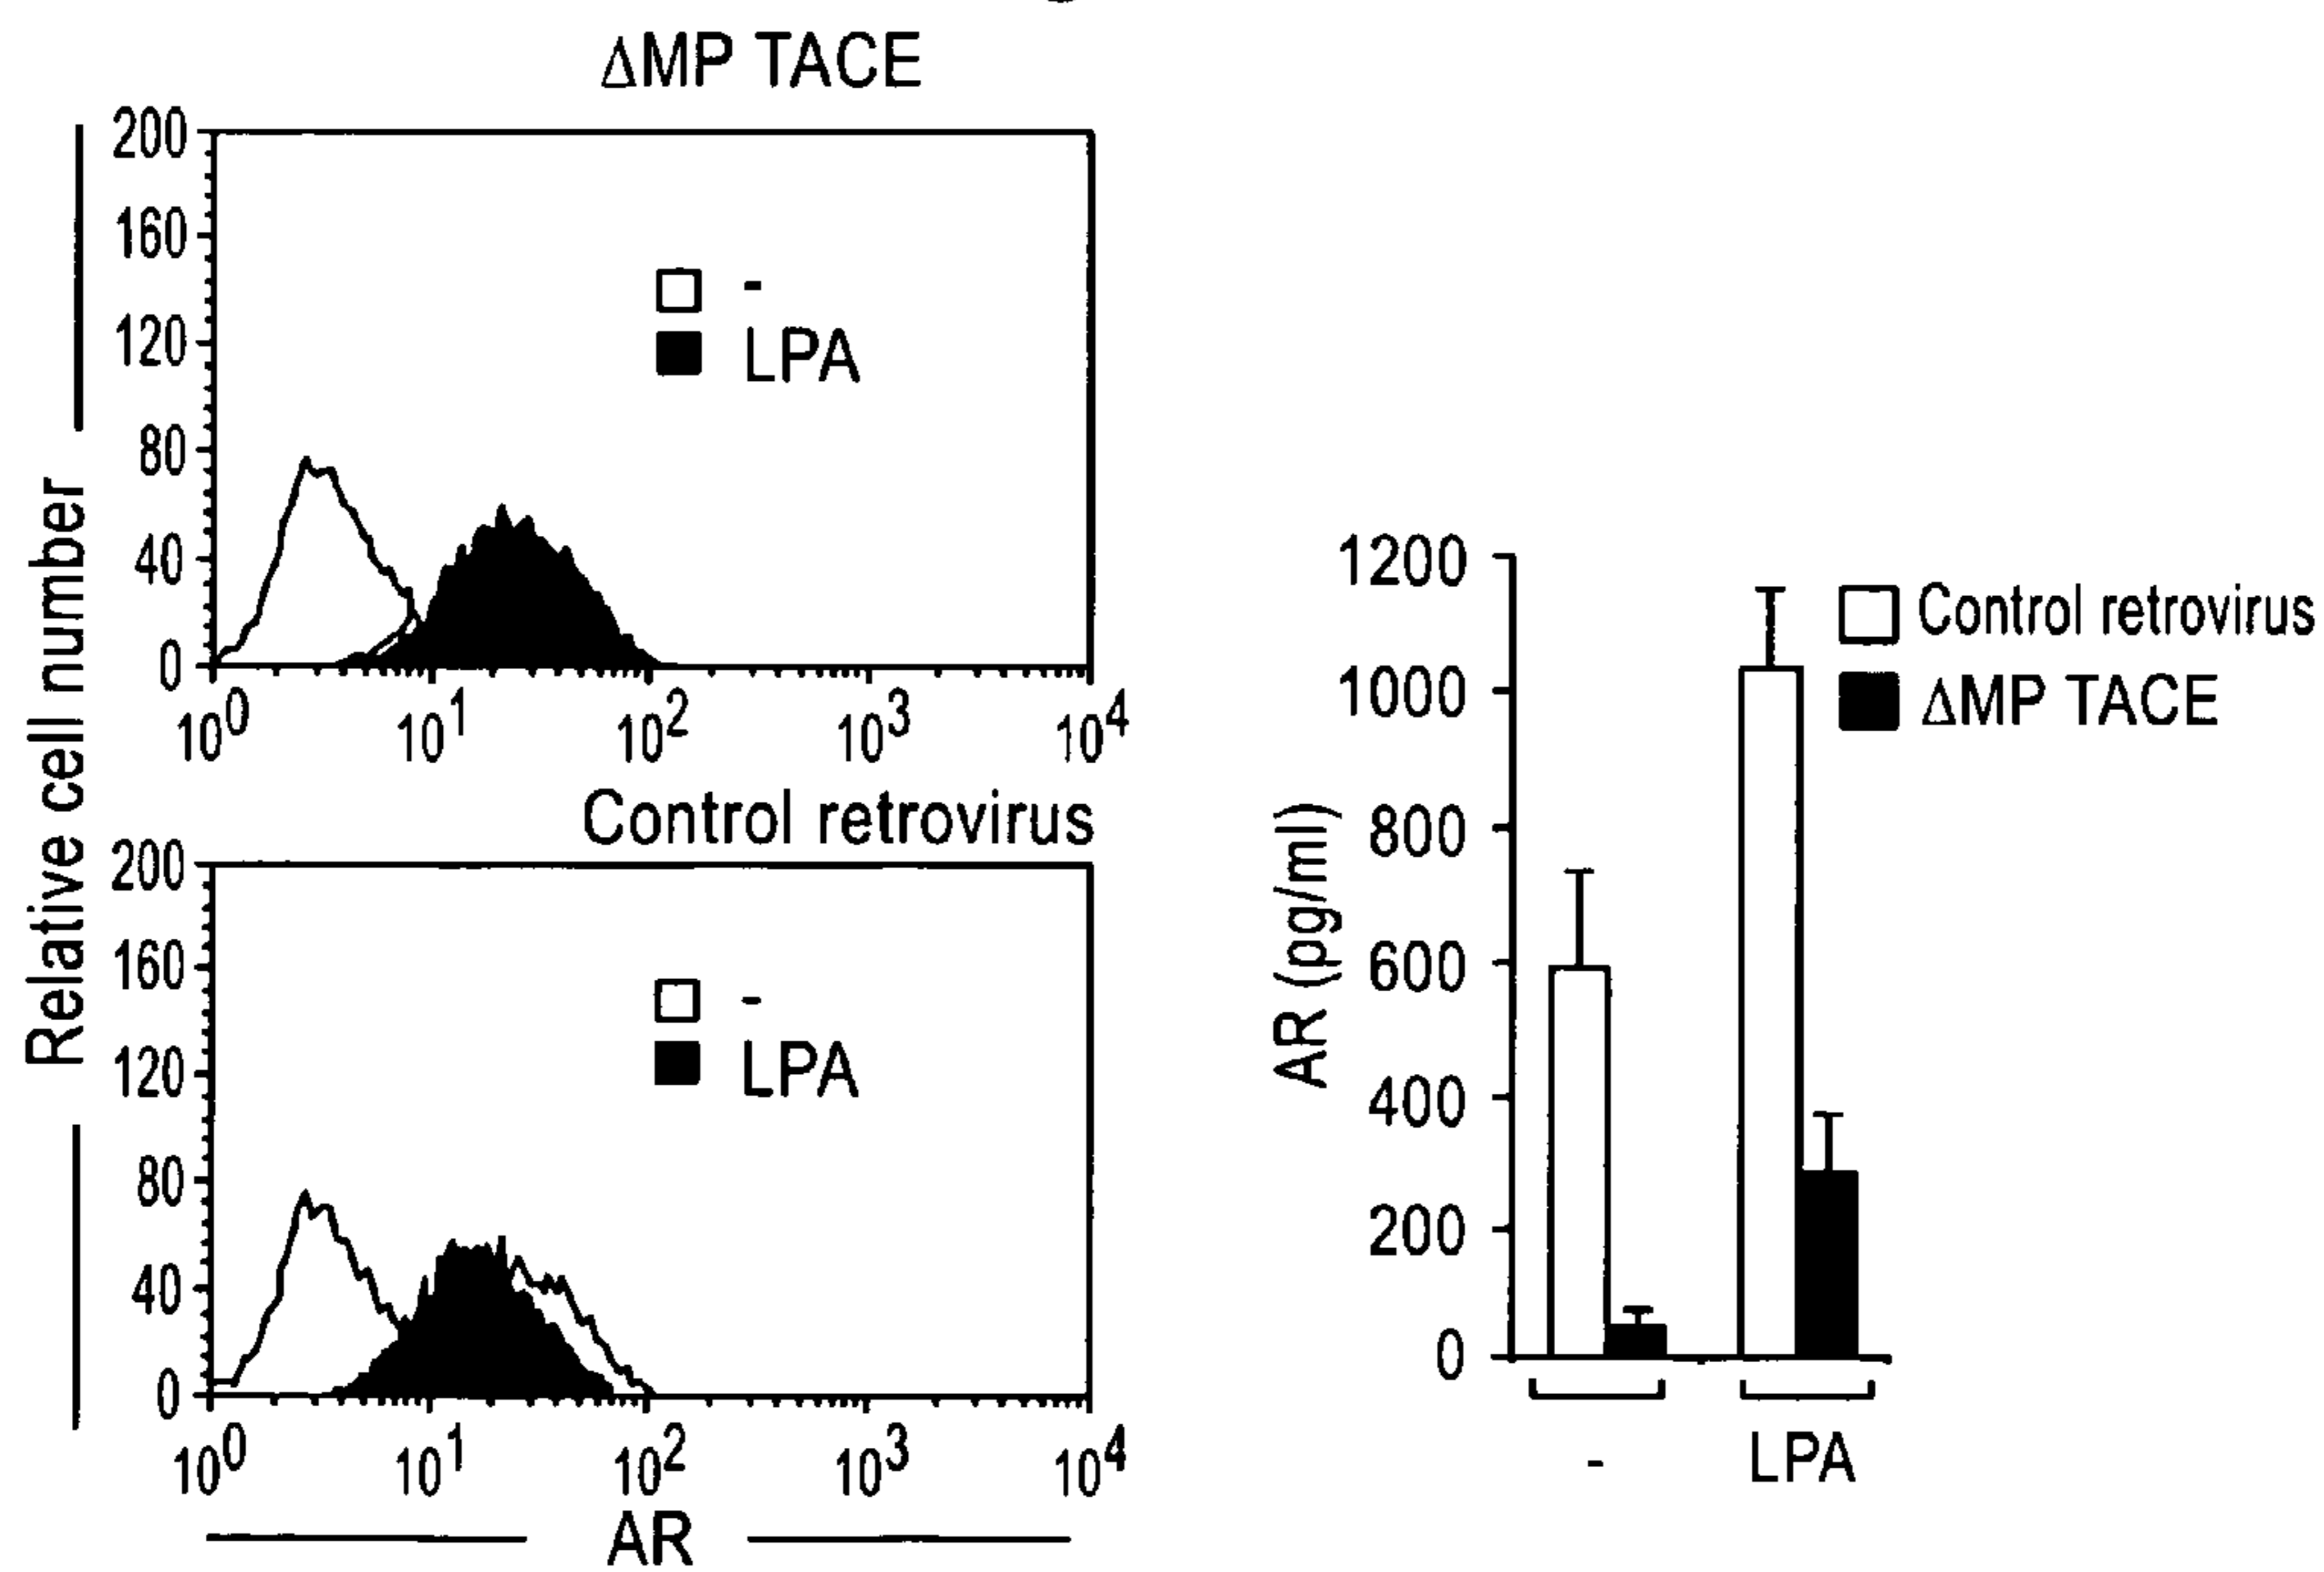 ΔMP TACE
200
160
120
80
40
0
-
LPA
10^0 10^1 10^2 10^3 10^4
Relative cell number
Control retrovirus
200
160
120
80
40
0
-
LPA
10^0 10^1 10^2 10^3 10^4
AR
AR (pg/ml)
1200
1000
800
600
400
200
0
Control retrovirus
ΔMP TACE
- LPA